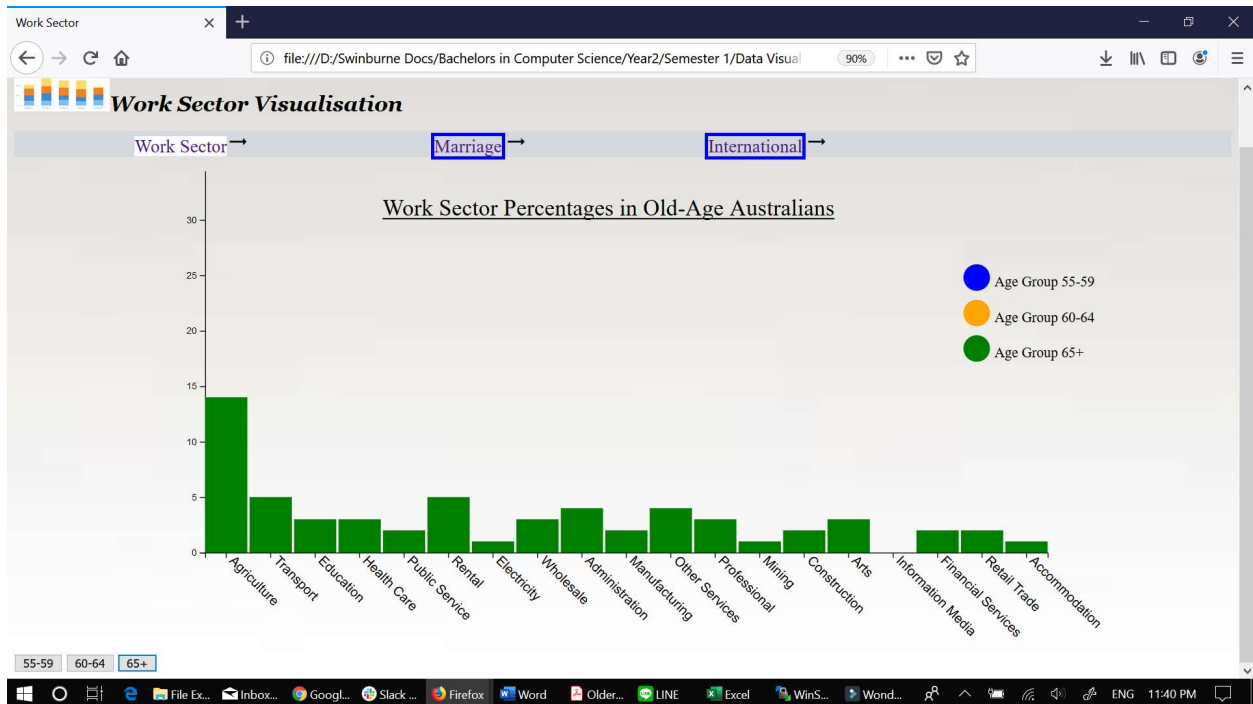 Work Sector
file:///D:/Swinburne Docs/Bachelors in Computer Science/Year2/Semester 1/Data Visual
90%
Work Sector Visualisation
Work Sector → Marriage → International →
Work Sector Percentages in Old-Age Australians
30
25
20
15
10
5
0
Age Group 55-59
Age Group 60-64
Age Group 65+
Agriculture
Transport
Education
Health Care
Public Service
Rental
Electricity
Wholesale
Administration
Manufacturing
Other Services
Professional
Mining
Construction
Arts
Information Media
Financial Services
Retail Trade
Accommodation
55-59 60-64 65+
File Ex... Inbox... Googl... Slack ... Firefox Word Older... LINE Excel WinS... Wond... ENG 11:40 PM